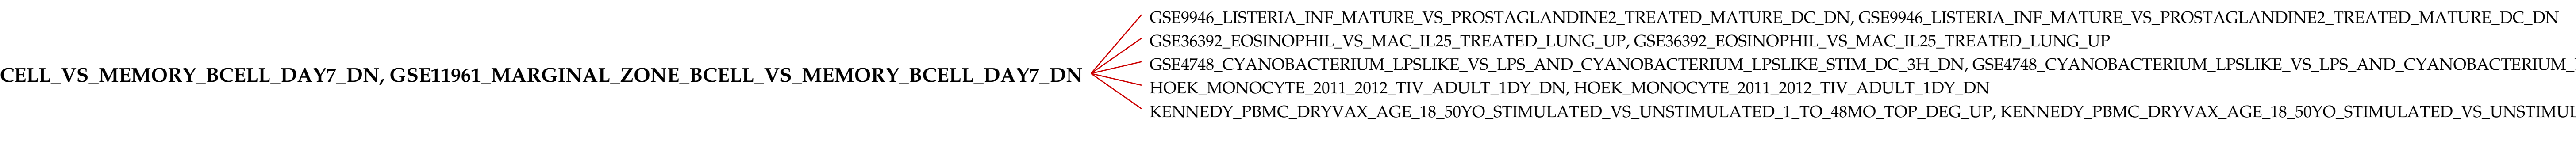 GSE9946_LISTERIA_INF_MATURE_VS_PROSTAGLANDINE2_TREATED_MATURE_DC_DN, GSE9946_LISTERIA_INF_MATURE_VS_PROSTAGLANDINE2_TREATED_MATURE_DC_DN
GSE36392_EOSINOPHIL_VS_MAC_IL25_TREATED_LUNG_UP, GSE36392_EOSINOPHIL_VS_MAC_IL25_TREATED_LUNG_UP
GSE4748_CYANOBACTERIUM_LPSLIKE_VS_LPS_AND_CYANOBACTERIUM_LPSLIKE_STIM_DC_3H_DN, GSE4748_CYANOBACTERIUM_LPSLIKE_VS_LPS_AND_CYANOBACTERIUM_
CELL_VS_MEMORY_BCELL_DAY7_DN, GSE11961_MARGINAL_ZONE_BCELL_VS_MEMORY_BCELL_DAY7_DN
HOEK_MONOCYTE_2011_2012_TIV_ADULT_1DY_DN, HOEK_MONOCYTE_2011_2012_TIV_ADULT_1DY_DN
KENNEDY_PBMC_DRYVAX_AGE_18_50YO_STIMULATED_VS_UNSTIMULATED_1_TO_48MO_TOP_DEG_UP, KENNEDY_PBMC_DRYVAX_AGE_18_50YO_STIMULATED_VS_UNSTIMUL